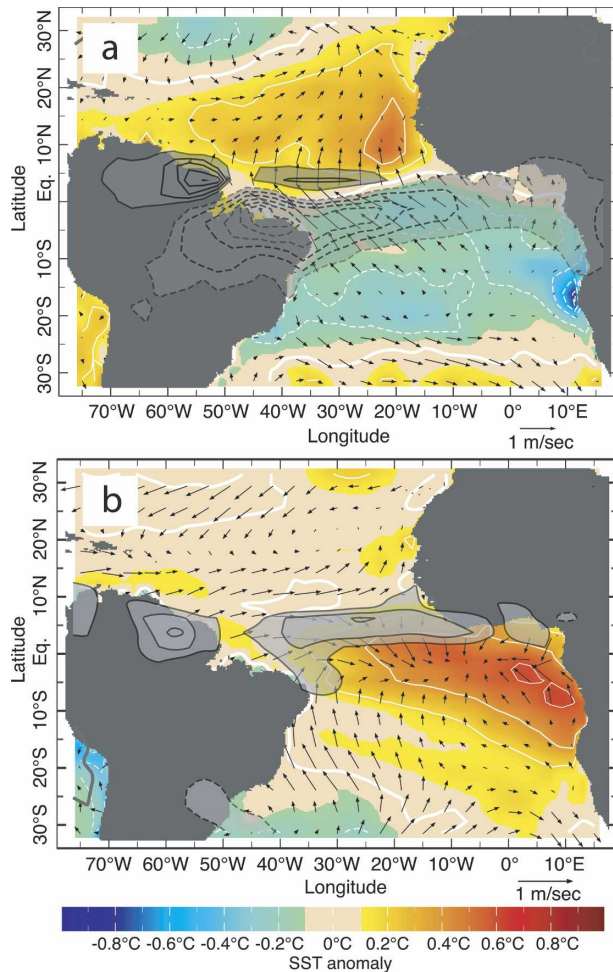 a
30°N
20°N
10°N
Eq.
10°S
20°S
30°S
Latitude
70°W 60°W 50°W 40°W 30°W 20°W 10°W 0° 10°E
Longitude
1 m/sec
b
30°N
20°N
10°N
Eq.
10°S
20°S
30°S
Latitude
70°W 60°W 50°W 40°W 30°W 20°W 10°W 0° 10°E
Longitude
1 m/sec
-0.8°C -0.6°C -0.4°C -0.2°C 0°C 0.2°C 0.4°C 0.6°C 0.8°C
SST anomaly